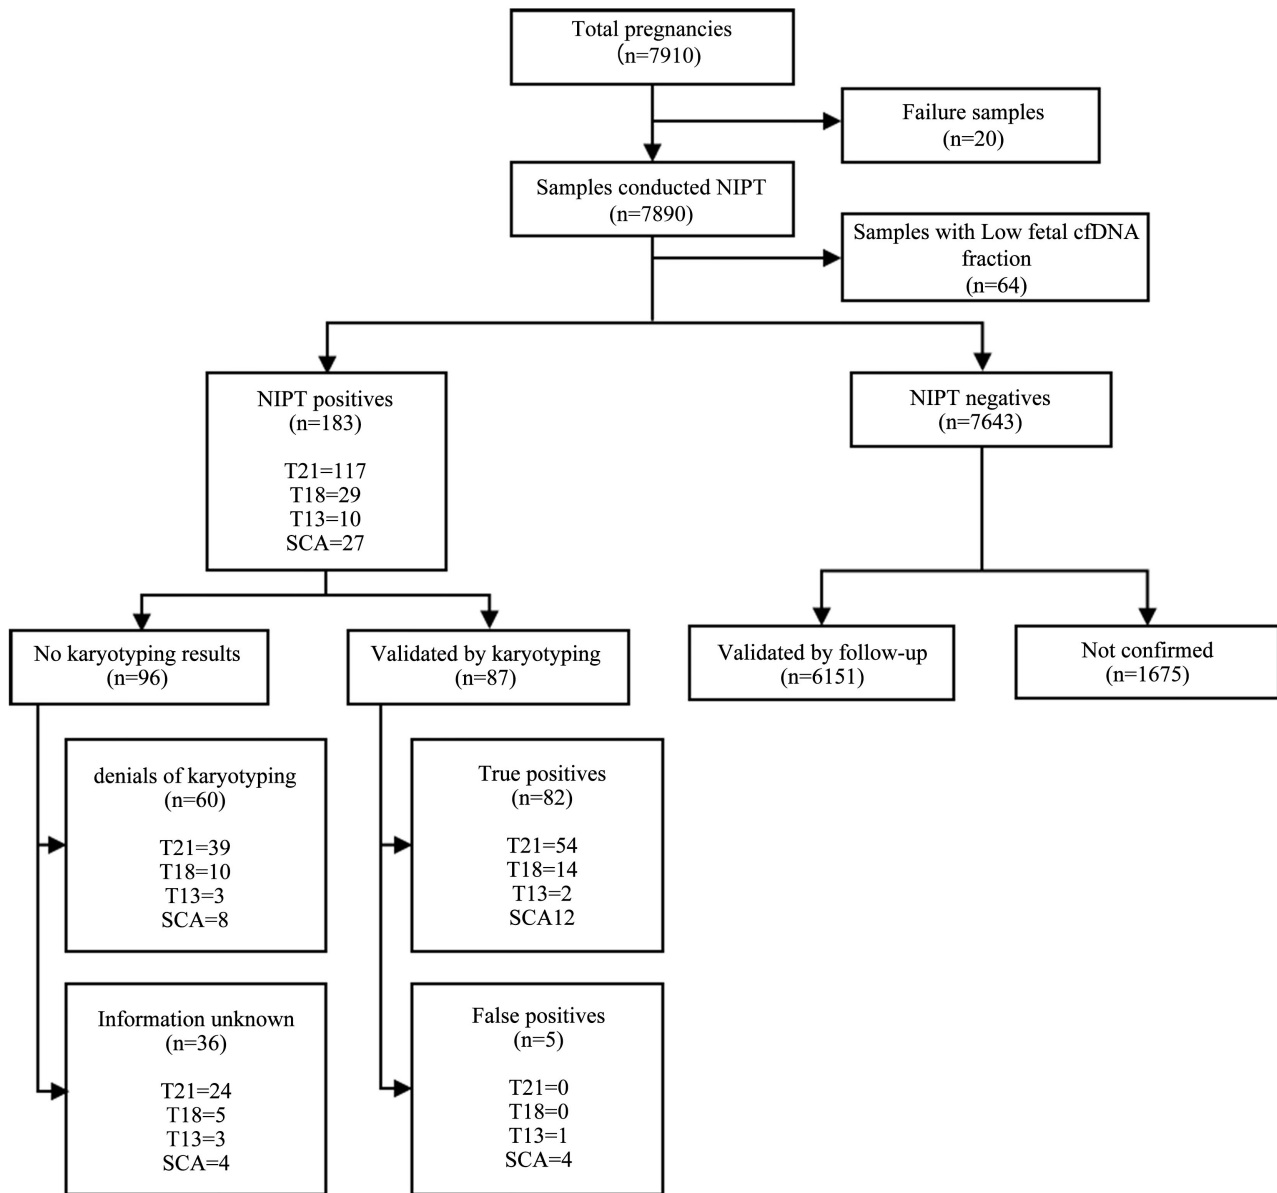 Total pregnancies
(n=7910)
Failure samples
(n=20)
Samples conducted NIPT
(n=7890)
Samples with Low fetal cfDNA
fraction
(n=64)
NIPT positives
(n=183)
T21=117
T18=29
T13=10
SCA=27
NIPT negatives
(n=7643)
No karyotyping results
(n=96)
Validated by karyotyping
(n=87)
Validated by follow-up
(n=6151)
Not confirmed
(n=1675)
denials of karyotyping
(n=60)
T21=39
T18=10
T13=3
SCA=8
True positives
(n=82)
T21=54
T18=14
T13=2
SCA12
Information unknown
(n=36)
T21=24
T18=5
T13=3
SCA=4
False positives
(n=5)
T21=0
T18=0
T13=1
SCA=4